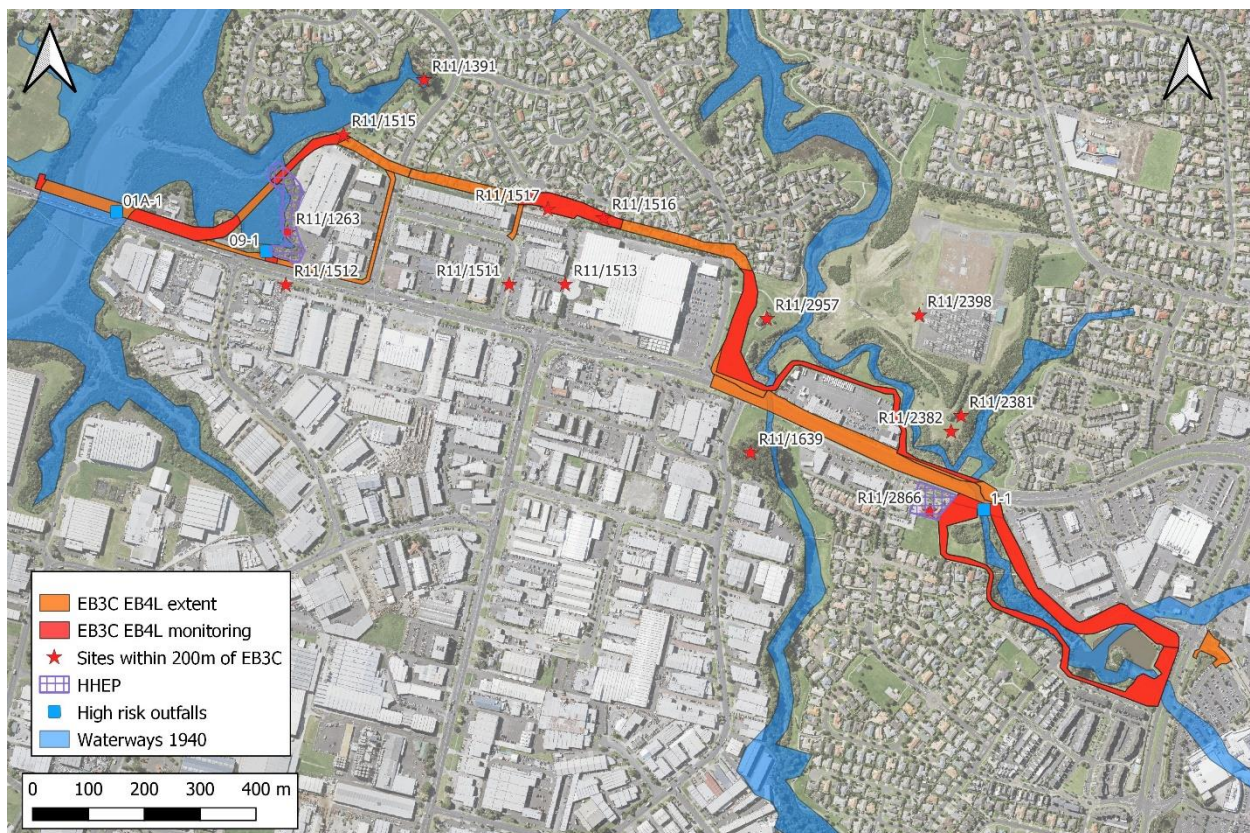 R11/1391
R11/1515
R11/1517
R11/1516
01A-1
R11/1263
09-1
R11/1512
R11/1511
R11/1513
R11/2957
R11/2398
R11/2381
R11/2382
R11/1639
R11/2866
1-1
EB3C EB4L extent
EB3C EB4L monitoring
Sites within 200m of EB3C
HHEP
High risk outfalls
Waterways 1940
0 100 200 300 400 m